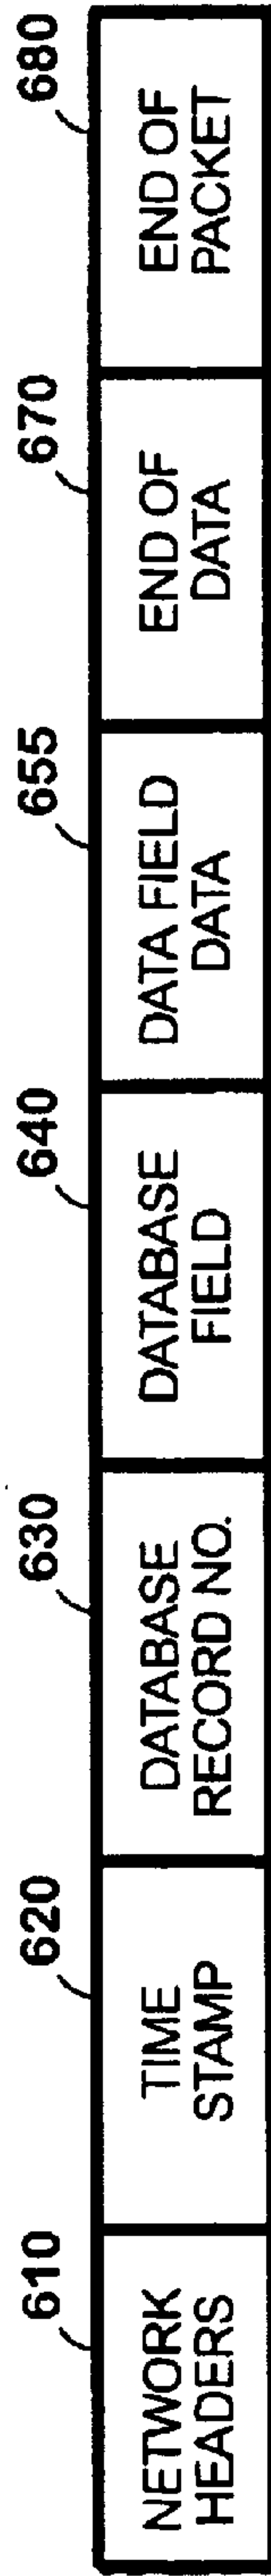 610 620 630 640 655 670 680
NETWORK HEADERS
TIME STAMP
DATABASE RECORD NO.
DATABASE FIELD
DATA FIELD DATA
END OF DATA
END OF PACKET